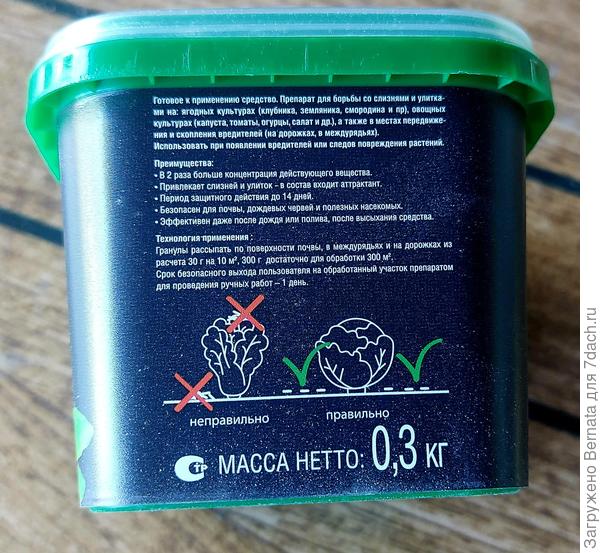 Готовое к применению средство. Препарат для борьбы со слизнями и улитка-
ми на: ягодных культурах (клубника, земляника, смородина и пр), овощных
культурах (капуста, томаты, огурцы, салат и др.), а также в местах передвиже-
ния и скопления вредителей (на дорожках, в междурядьях).
Использовать при появлении вредителей или следов повреждения растений.
Преимущества:
• В 2 раза больше концентрация действующего вещества.
• Привлекает слизней и улиток - в состав входит аттрактант.
• Период защитного действия до 14 дней.
• Безопасен для почвы, дождевых червей и полезных насекомых.
• Эффективен даже после дождя или полива, после высыхания средства.
Технология применения :
Гранулы рассыпать по поверхности почвы, в междурядьях и на дорожках из
расчета 30 г на 10 м², 300 г достаточно для обработки 300 м².
Срок безопасного выхода пользователя на обработанный участок препаратом
для проведения ручных работ – 1 день.
неправильно
правильно
СТР МАССА НЕТТО: 0,3 кг
Загружено Bernata для 7dach.ru